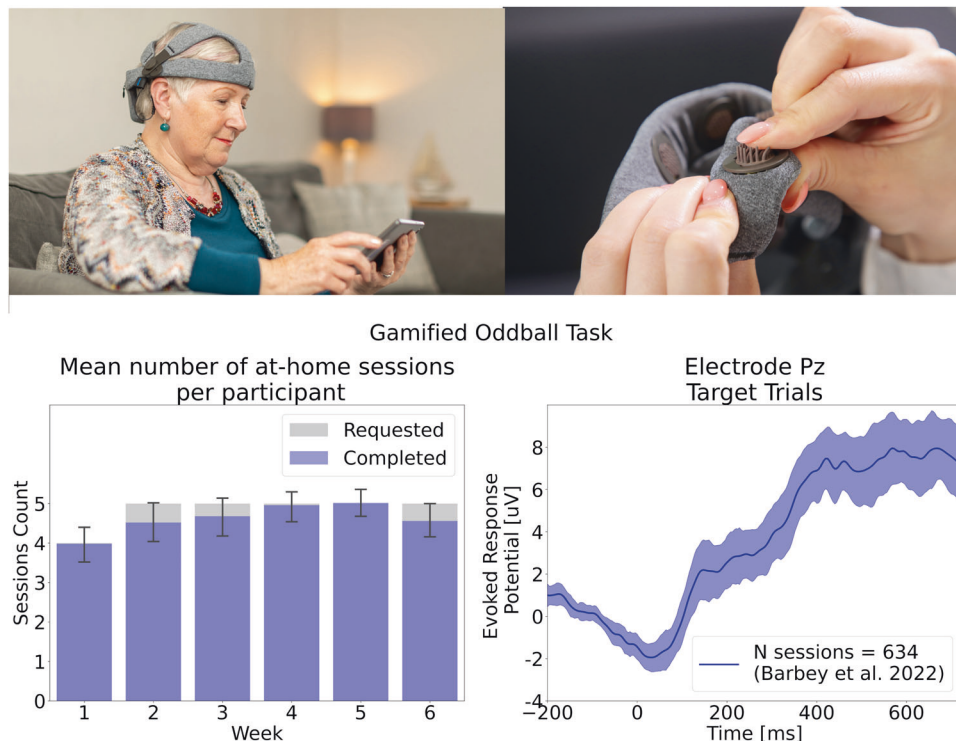 Gamified Oddball Task
Mean number of at-home sessions
per participant
Requested
Completed
Sessions Count
5
4
3
2
1
0
1 2 3 4 5 6
Week
Electrode Pz
Target Trials
Evoked Response
Potential [uV]
8
6
4
2
0
-2
-4
−200 0 200 400 600
Time [ms]
N sessions = 634
(Barbey et al. 2022)